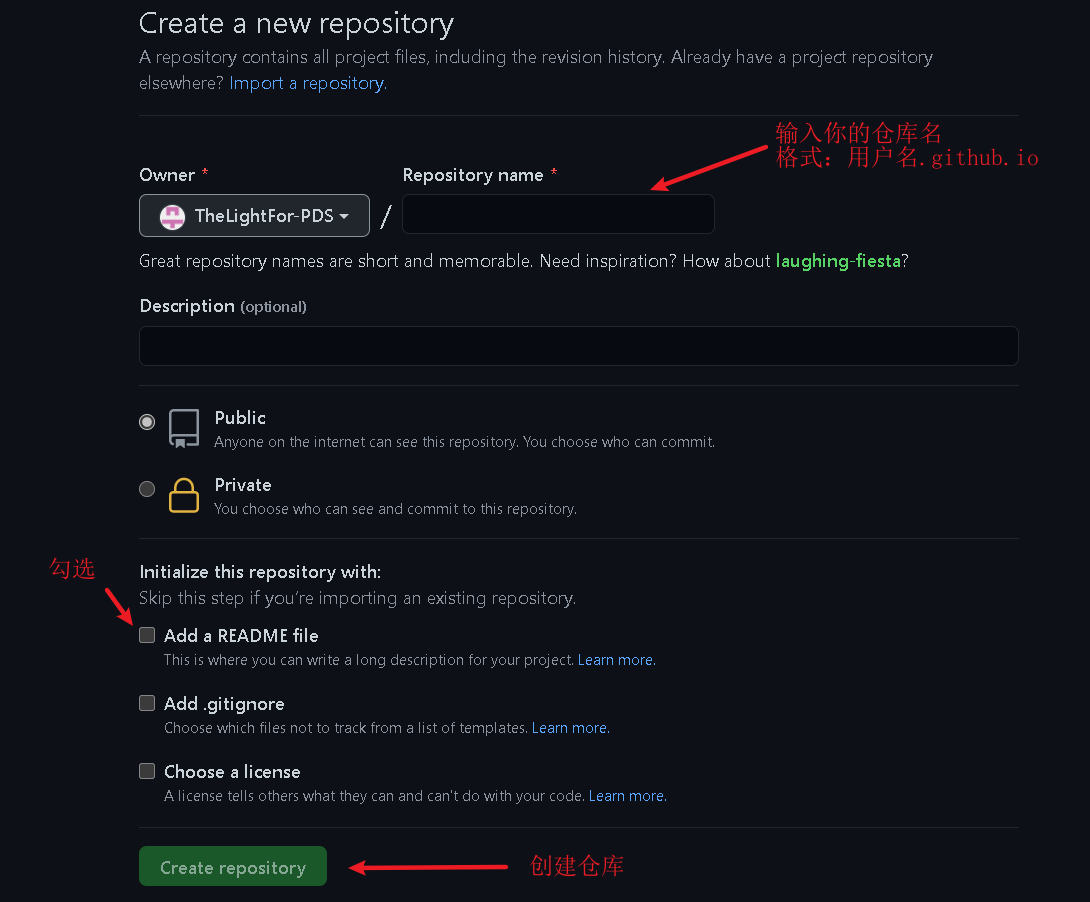 Create a new repository
A repository contains all project files, including the revision history. Already have a project repository
elsewhere? Import a repository.
输入你的仓库名
格式：用户名.github.io
Owner *
Repository name *
TheLightFor-PDS
/
Great repository names are short and memorable. Need inspiration? How about laughing-fiesta?
Description (optional)
Public
Anyone on the internet can see this repository. You choose who can commit.
Private
You choose who can see and commit to this repository.
勾选
Initialize this repository with:
Skip this step if you're importing an existing repository.
Add a README file
This is where you can write a long description for your project. Learn more.
Add .gitignore
Choose which files not to track from a list of templates. Learn more.
Choose a license
A license tells others what they can and can't do with your code. Learn more.
Create repository
创建仓库